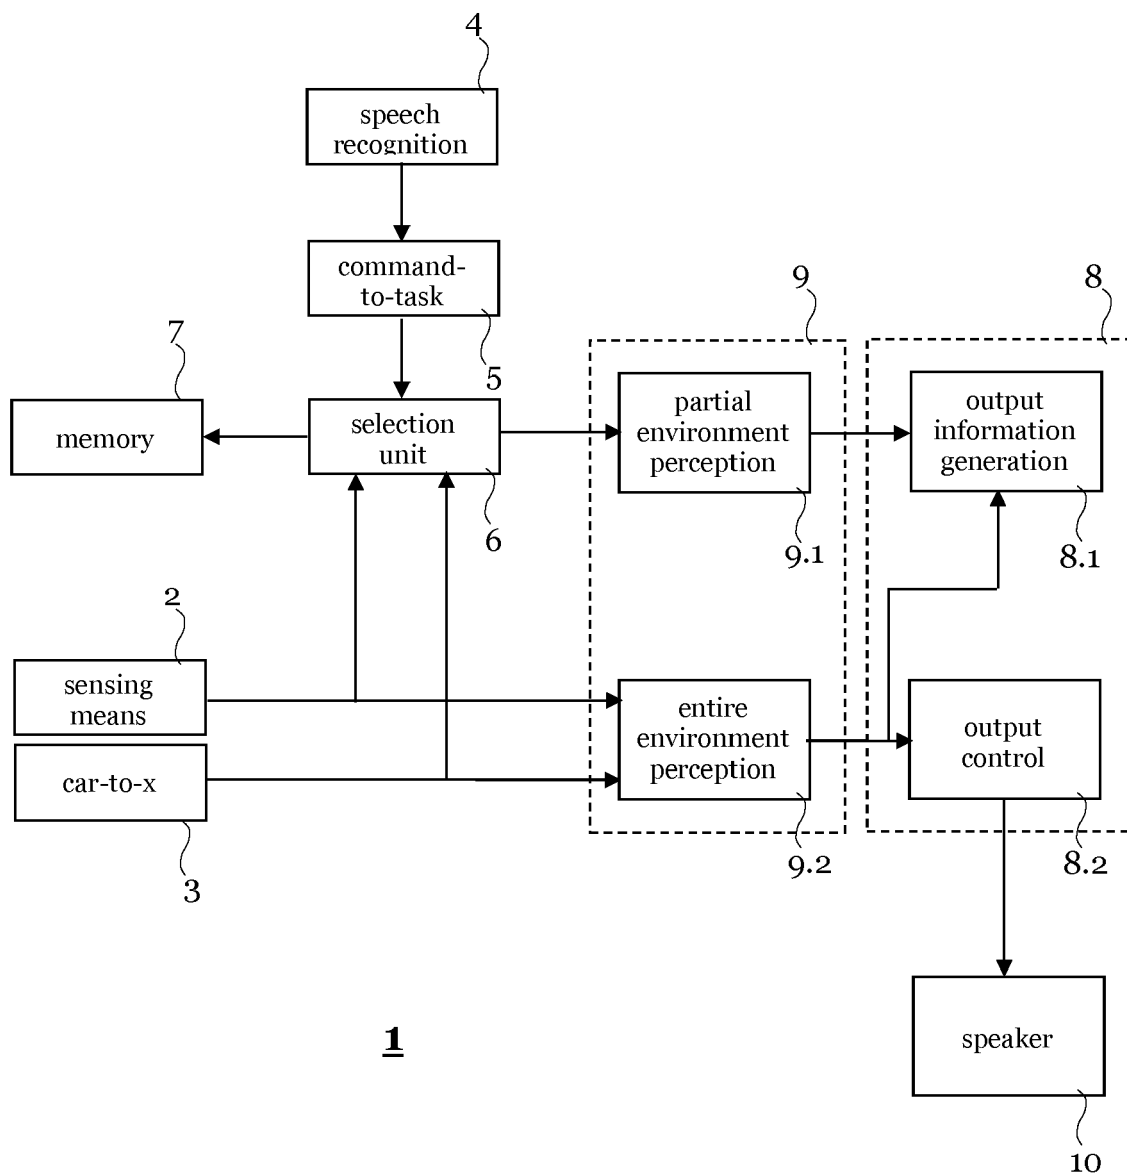 4
speech
recognition
command-
to-task
5
7
memory
selection
unit
6
9
partial
environment
perception
9.1
8
output
information
generation
8.1
2
sensing
means
car-to-x
3
entire
environment
perception
9.2
output
control
8.2
speaker
10
1